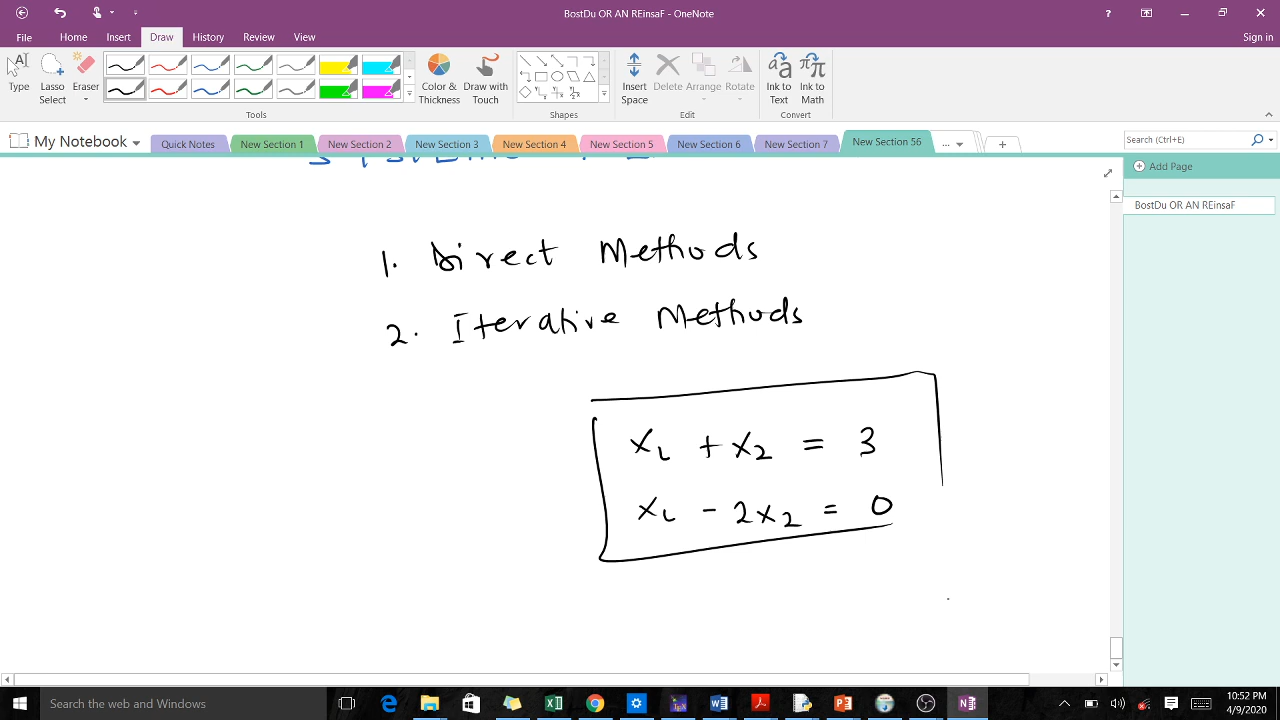 BostDu OR AN REinsaF - OneNote
File Home Insert Draw History Review View
Sign in
Type
Lasso Select
Eraser
Color & Thickness
Draw with Touch
Insert Space
Delete
Arrange
Rotate
Ink to Text
Ink to Math
Tools
Shapes
Edit
Convert
My Notebook
Quick Notes
New Section 1
New Section 2
New Section 3
New Section 4
New Section 5
New Section 6
New Section 7
New Section 56
...
Search (Ctrl+E)
Add Page
BostDu OR AN REinsaF
1. Direct Methods
2. Iterative Methods
x₁ + x₂ = 3
x₁ - 2x₂ = 0
Search the web and Windows
10:52 PM
4/9/2020